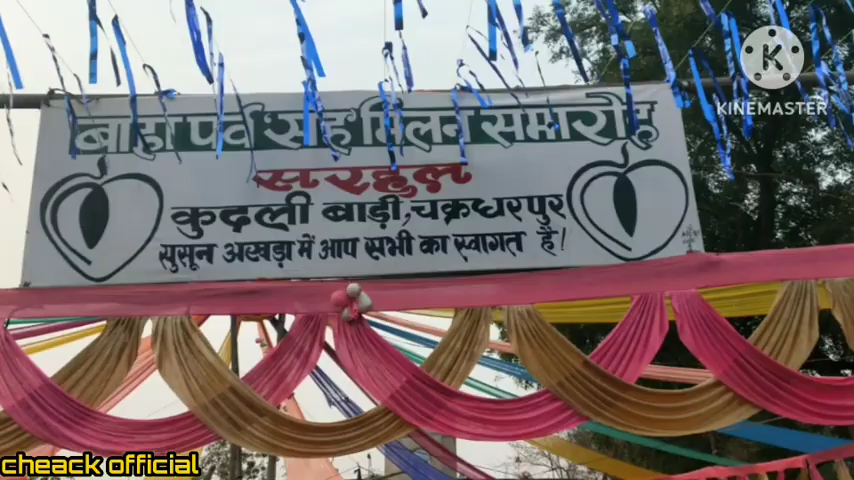 KINEMASTER
बाहा पर्व सह मिलन समारोह
सरहुल
कुदली बाड़ी, चक्रधरपुर
सुसून अखड़ा में आप सभी का स्वागत है!
cheack official